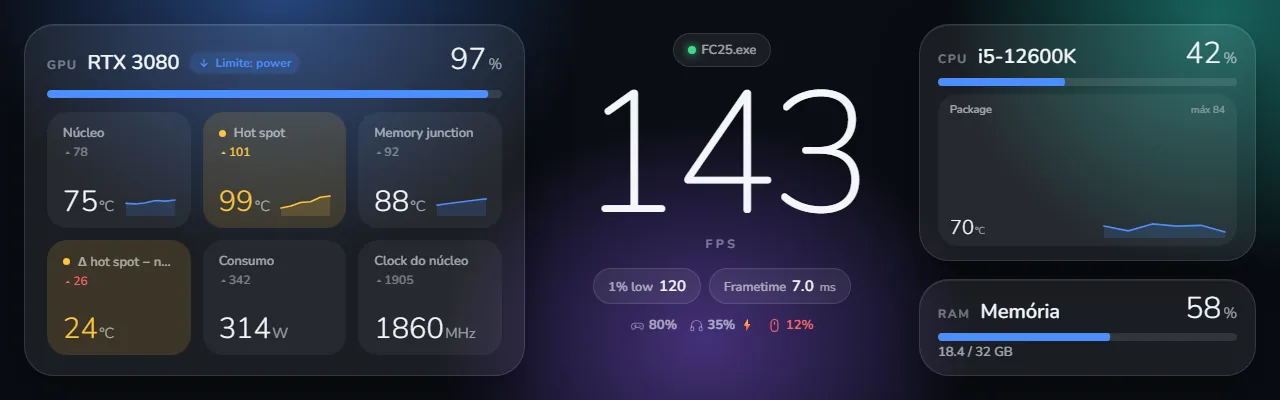 GPU RTX 3080 ↓ Limite: power 97%
Núcleo
- 78
75°C
Hot spot
- 101
99°C
Memory junction
- 92
88°C
Δ hot spot – n...
- 26
24°C
Consumo
- 342
314W
Clock do núcleo
- 1905
1860MHz
FC25.exe
143
FPS
1% low 120
Frametime 7.0 ms
80% 35% 12%
CPU i5-12600K 42%
Package máx 84
70°C
RAM Memória 58%
18.4 / 32 GB